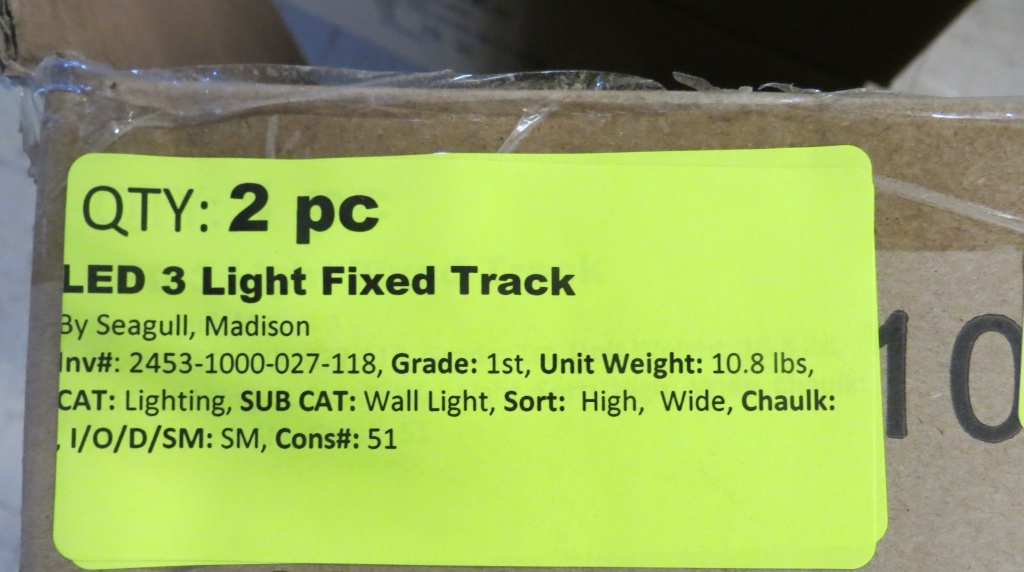 QTY: 2 pc
LED 3 Light Fixed Track
By Seagull, Madison
Inv#: 2453-1000-027-118, Grade: 1st, Unit Weight: 10.8 lbs,
CAT: Lighting, SUB CAT: Wall Light, Sort: High, Wide, Chaulk:
, I/O/D/SM: SM, Cons#: 51
10